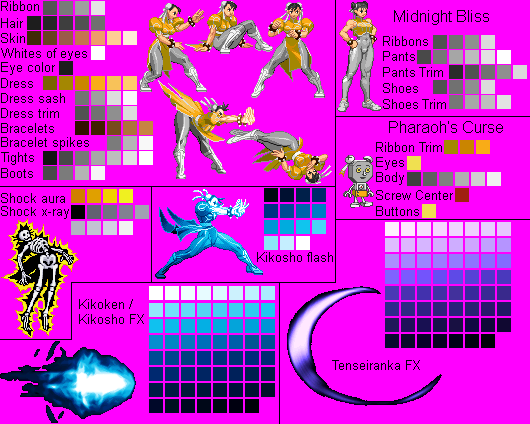 Ribbon
Hair
Skin
Whites of eyes
Eye color
Dress
Dress sash
Dress trim
Bracelets
Bracelet spikes
Tights
Boots
Midnight Bliss
Ribbons
Pants
Pants Trim
Shoes
Shoes Trim
Pharaoh's Curse
Ribbon Trim
Eyes
Body
Screw Center
Buttons
Shock aura
Shock x-ray
Kikosho flash
Kikoken /
Kikosho FX
Tenseiranka FX